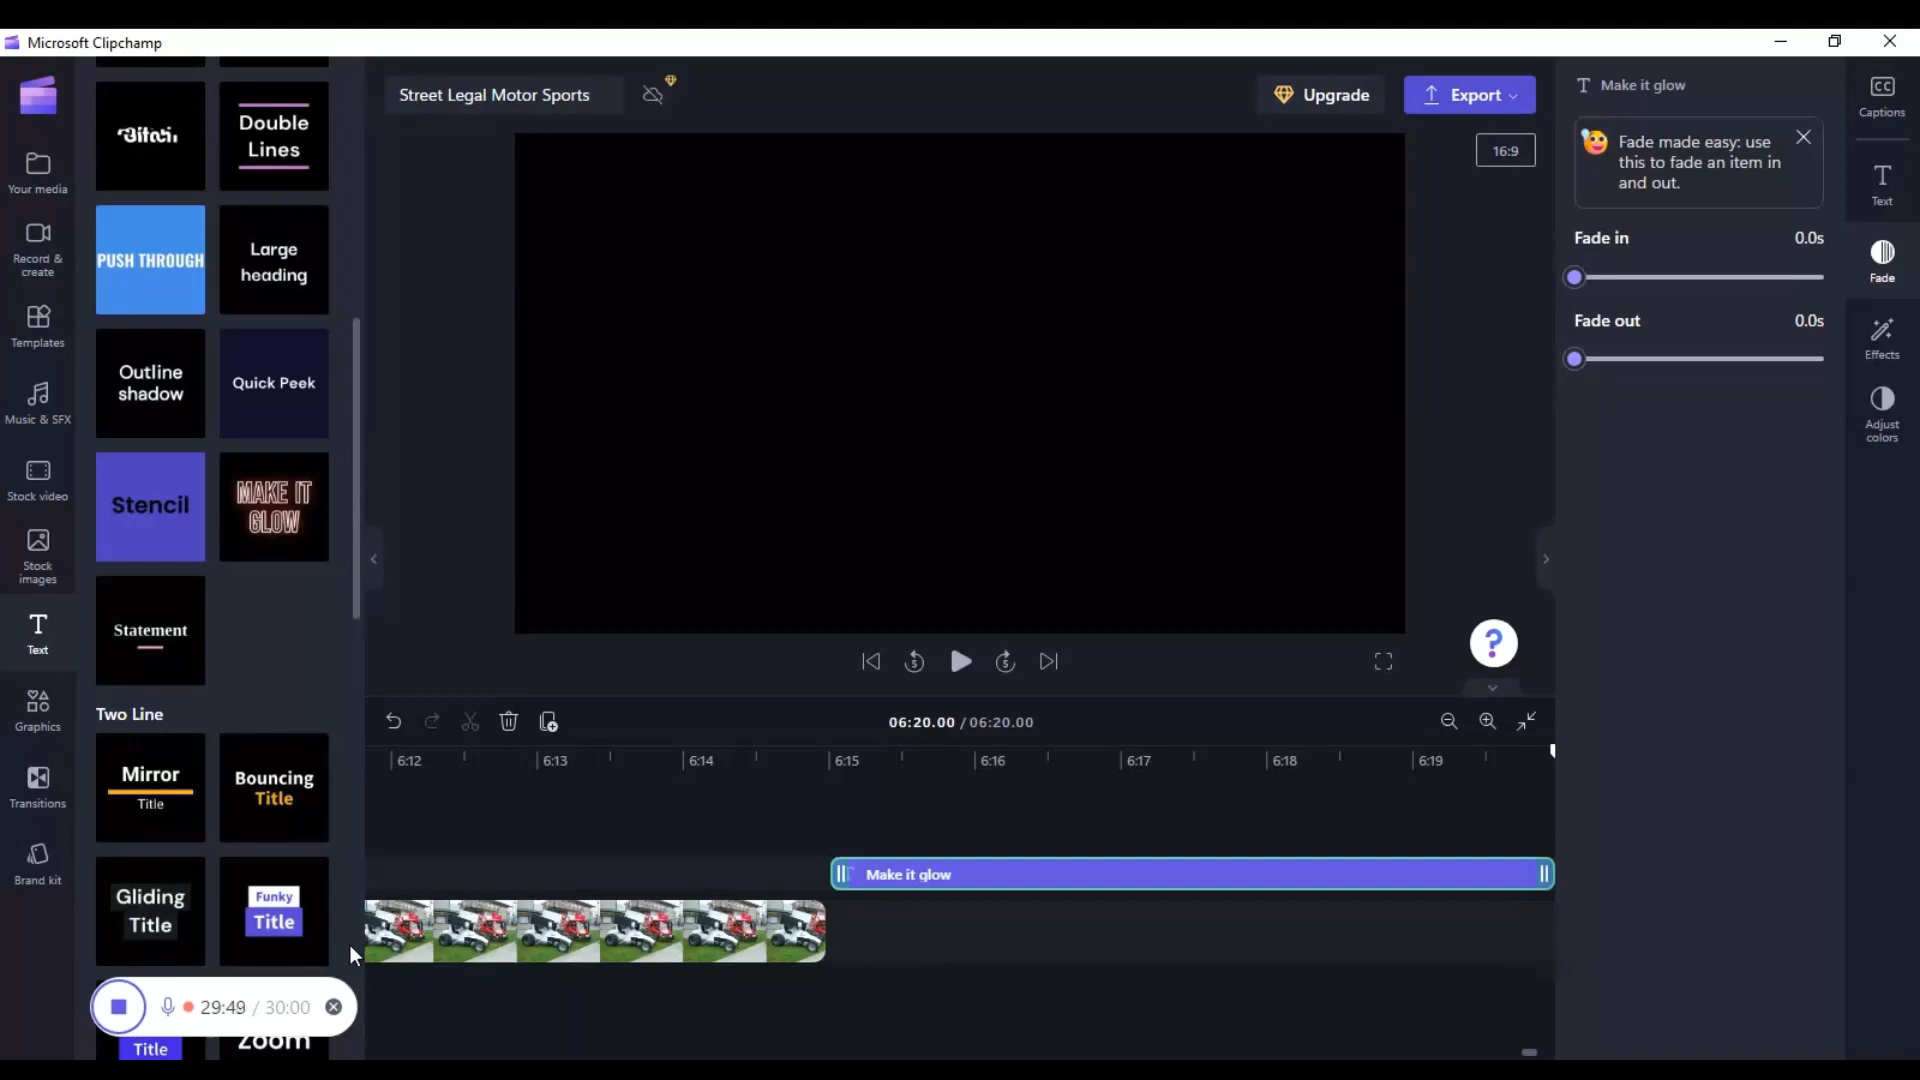 Microsoft Clipchamp
Your media
Record &
create
Templates
Music & SFX
Stock video
Stock
images
Text
Graphics
Transitions
Brand kit
Double
Lines
PUSH THROUGH
Large
heading
Outline
shadow
Quick Peek
Stencil
MAKE IT
GLOW
Statement
Two Line
Mirror
Title
Bouncing
Title
Gliding
Title
Funky
Title
Title
Zoom
29:49 / 30:00
Street Legal Motor Sports
Upgrade
Export
16:9
5
5
?
06:20.00 / 06:20.00
6:12
6:13
6:14
6:15
6:16
6:17
6:18
6:19
T Make it glow
T Make it glow
Fade made easy: use
this to fade an item in
and out.
Fade in 0.0s
Fade out 0.0s
CC
Captions
Text
Fade
Effects
Adjust
colors